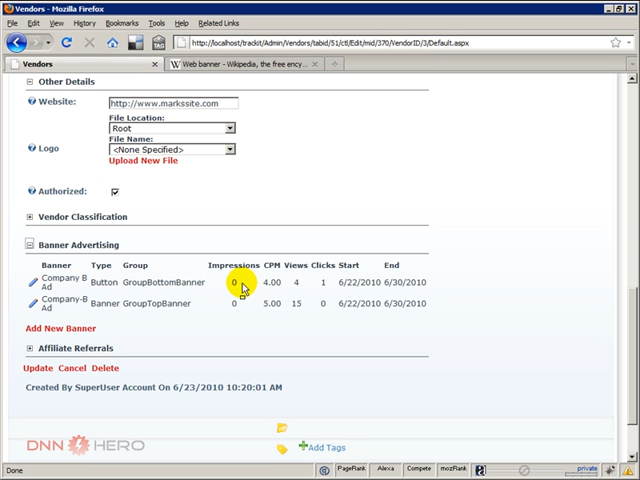 Vendors - Mozilla Firefox
File Edit View History Bookmarks Tools Related Links
http://localhost/trackit/Admin/Vendors/tabid/51/ctl/Edit/mid/370/VendorID/3/Default.aspx
Vendors
Web banner - Wikipedia, the free ency...
Other Details
Website:
http://www.markssite.com
File Location:
Root
File Name:
Logo
<None Specified>
Upload New File
Authorized:
Vendor Classification
Banner Advertising
Banner Type Group Impressions CPM Views Clicks Start End
Company B Ad Button GroupBottomBanner 0 4.00 4 1 6/22/2010 6/30/2010
Company-B Ad Banner GroupTopBanner 0 5.00 15 0 6/22/2010 6/30/2010
Add New Banner
Affiliate Referrals
Update Cancel Delete
Created By SuperUser Account On 6/23/2010 10:20:01 AM
DNN HERO
Add Tags
Done
PageRank Alexa Compete mozRank
private